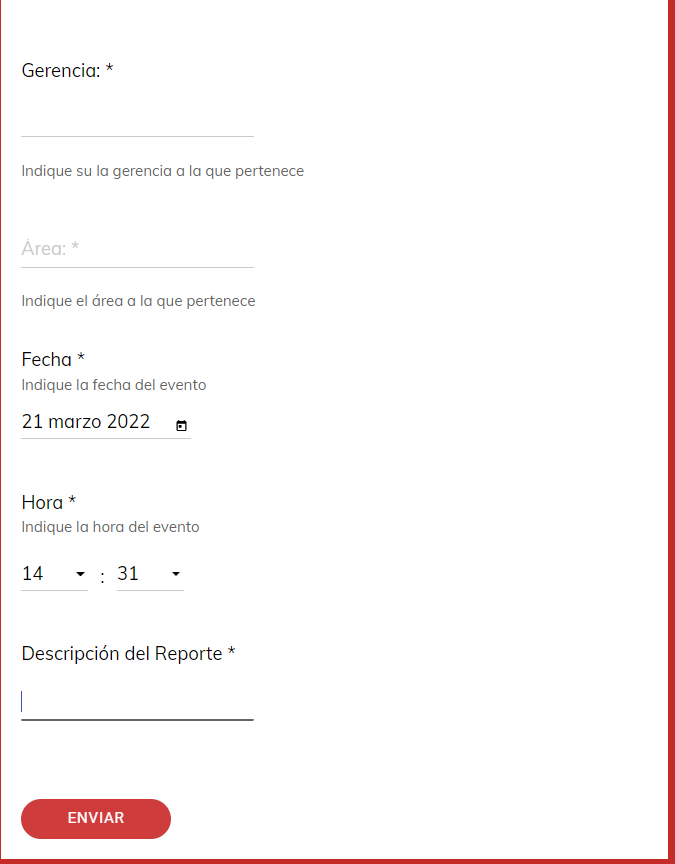 Gerencia: *
Indique su la gerencia a la que pertenece
Área: *
Indique el área a la que pertenece
Fecha *
Indique la fecha del evento
21 marzo 2022
Hora *
Indique la hora del evento
14 : 31
Descripción del Reporte *
ENVIAR